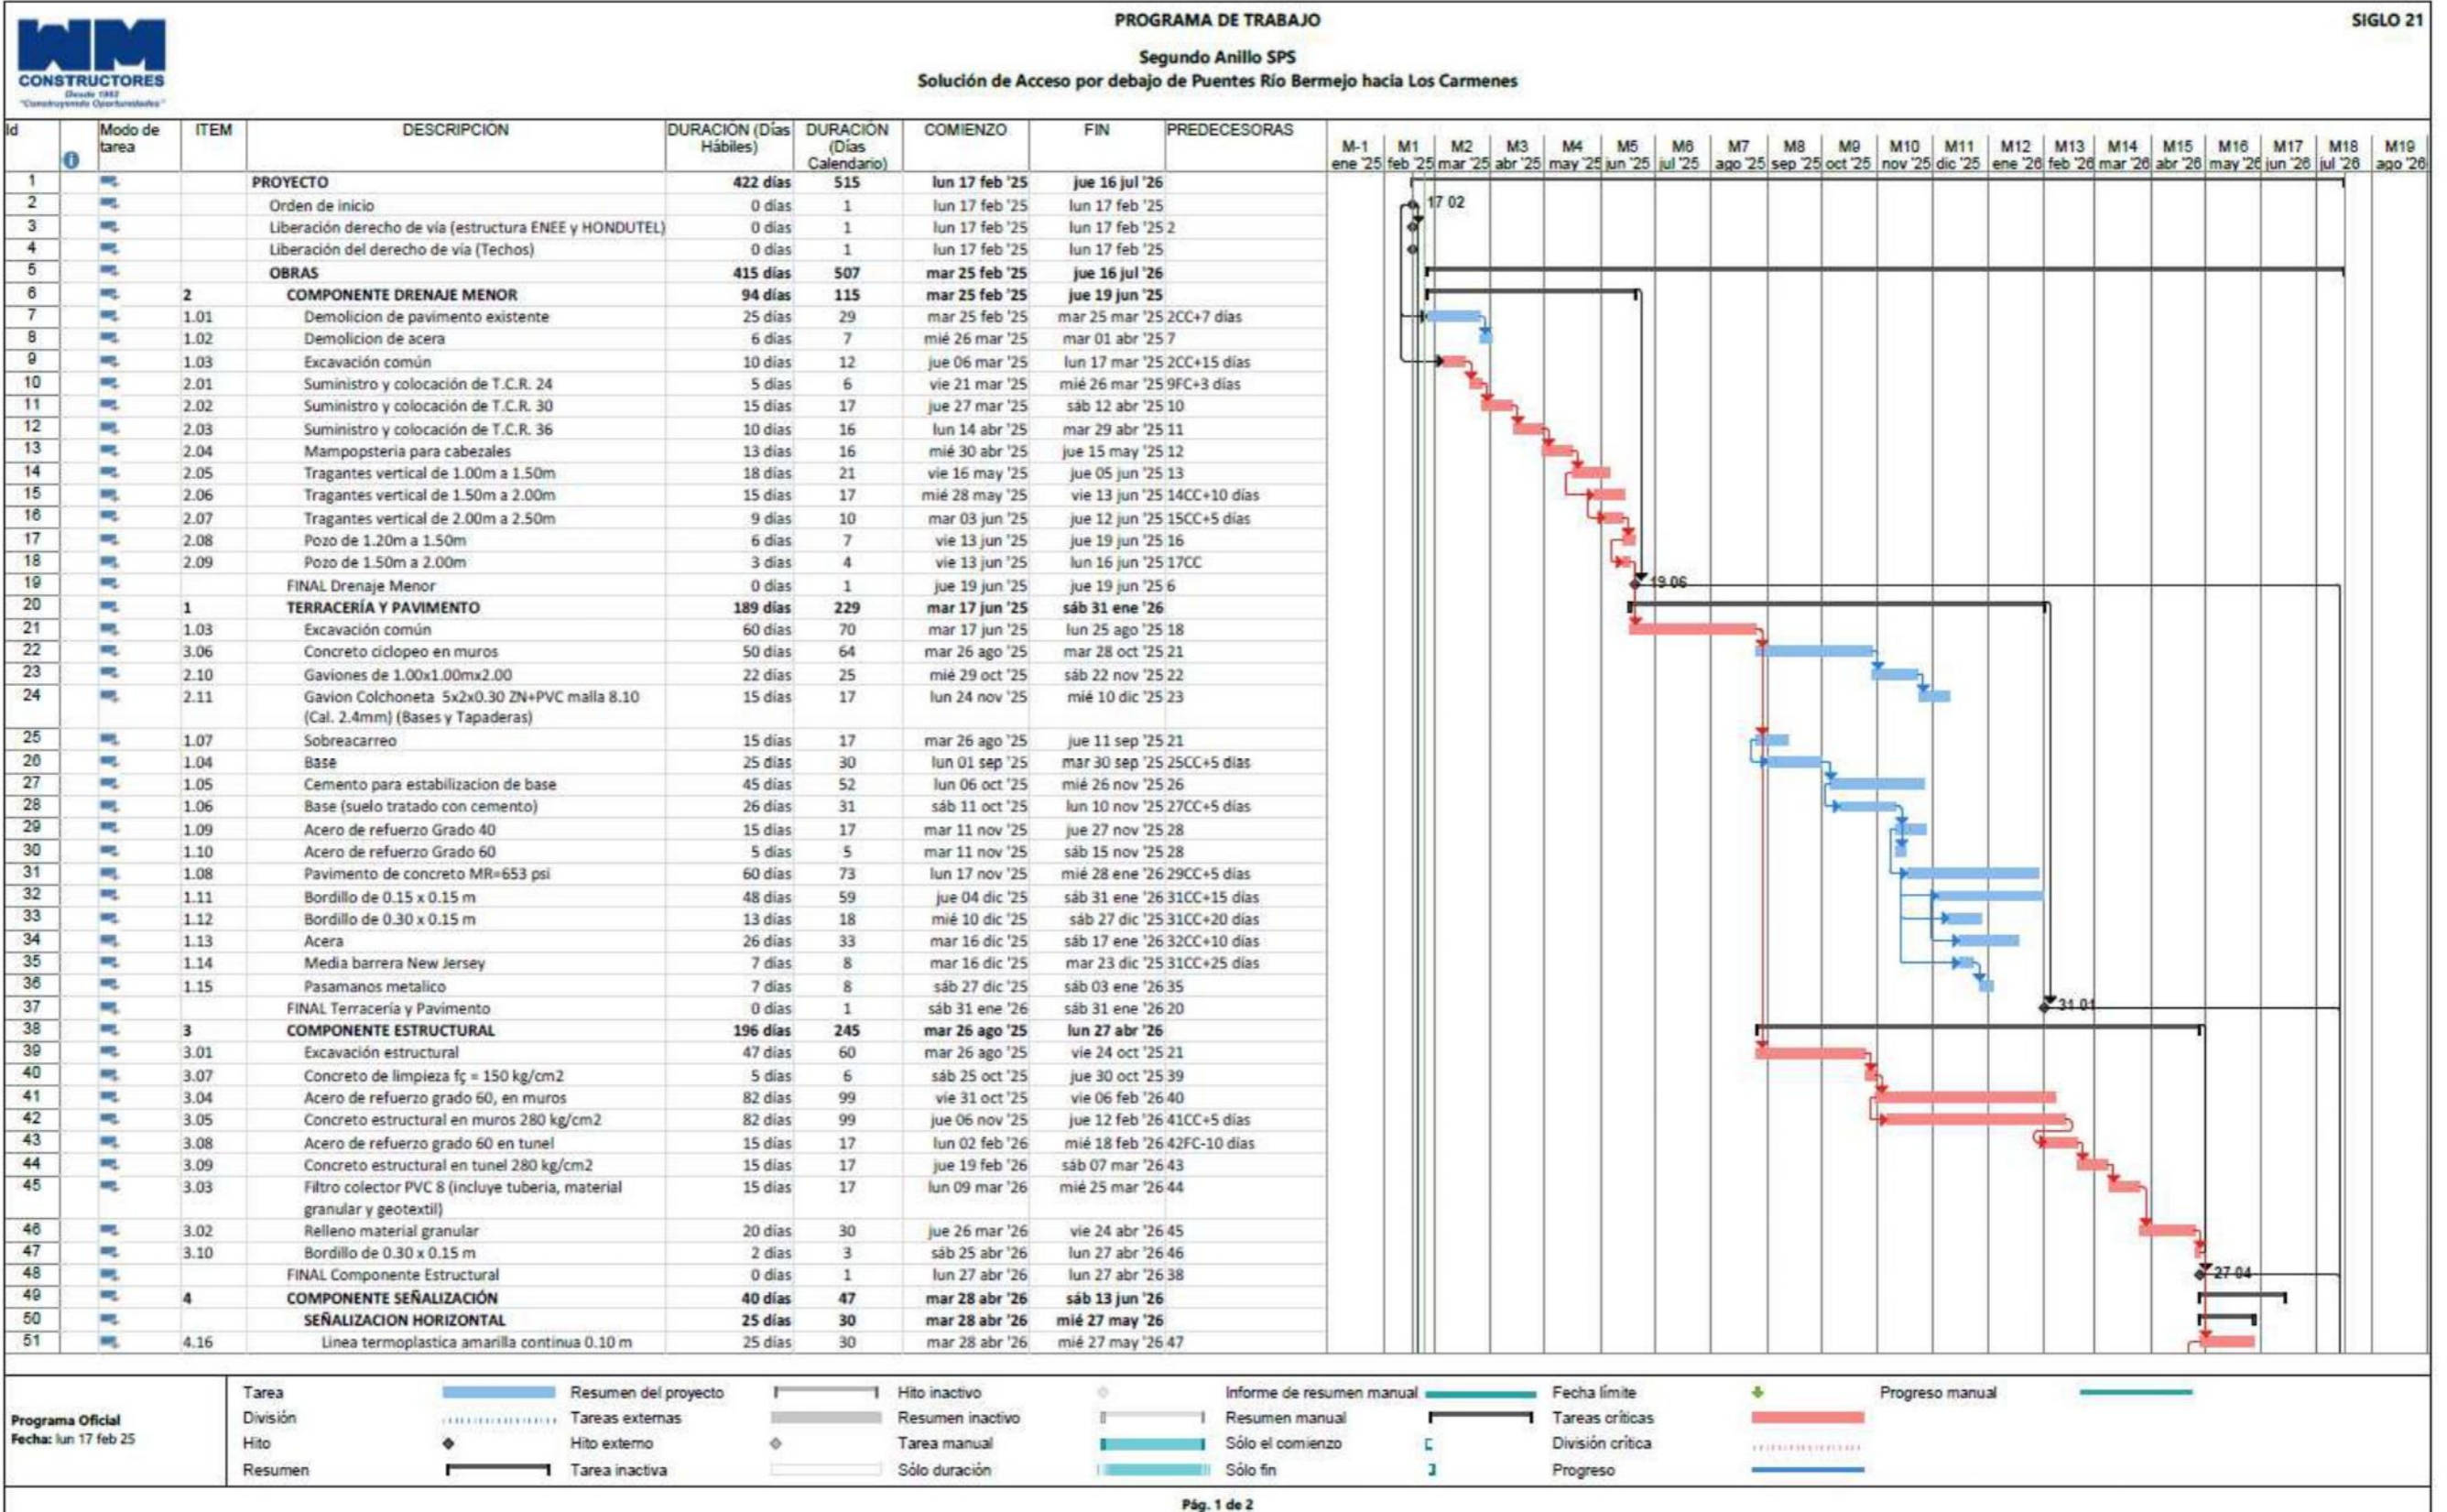 WM
CONSTRUCTORES
Desde 1982
"Construyendo Oportunidades"
PROGRAMA DE TRABAJO
SIGLO 21
Segundo Anillo SPS
Solución de Acceso por debajo de Puentes Río Bermejo hacia Los Carmenes
Id Modo de tarea ITEM DESCRIPCIÓN DURACIÓN (Días Hábiles) DURACIÓN (Días Calendario) COMIENZO FIN PREDECESORAS
M-1 M1 M2 M3 M4 M5 M6 M7 M8 M9 M10 M11 M12 M13 M14 M15 M16 M17 M18 M19
ene '25 feb '25 mar '25 abr '25 may '25 jun '25 jul '25 ago '25 sep '25 oct '25 nov '25 dic '25 ene '26 feb '26 mar '26 abr '26 may '26 jun '26 jul '26 ago '26
1 PROYECTO 422 días 515 lun 17 feb '25 jue 16 jul '26
2 Orden de inicio 0 días 1 lun 17 feb '25 lun 17 feb '25 17 02
3 Liberación derecho de vía (estructura ENEE y HONDUTEL) 0 días 1 lun 17 feb '25 lun 17 feb '25 2
4 Liberación del derecho de vía (Techos) 0 días 1 lun 17 feb '25 lun 17 feb '25
5 OBRAS 415 días 507 mar 25 feb '25 jue 16 jul '26
6 2 COMPONENTE DRENAJE MENOR 94 días 115 mar 25 feb '25 jue 19 jun '25
7 1.01 Demolicion de pavimento existente 25 días 29 mar 25 feb '25 mar 25 mar '25 2CC+7 días
8 1.02 Demolicion de acera 6 días 7 mié 26 mar '25 mar 01 abr '25 7
9 1.03 Excavación común 10 días 12 jue 06 mar '25 lun 17 mar '25 2CC+15 días
10 2.01 Suministro y colocación de T.C.R. 24 5 días 6 vie 21 mar '25 mié 26 mar '25 9FC+3 días
11 2.02 Suministro y colocación de T.C.R. 30 15 días 17 jue 27 mar '25 sáb 12 abr '25 10
12 2.03 Suministro y colocación de T.C.R. 36 10 días 16 lun 14 abr '25 mar 29 abr '25 11
13 2.04 Mampopsteria para cabezales 13 días 16 mié 30 abr '25 jue 15 may '25 12
14 2.05 Tragantes vertical de 1.00m a 1.50m 18 días 21 vie 16 may '25 jue 05 jun '25 13
15 2.06 Tragantes vertical de 1.50m a 2.00m 15 días 17 mié 28 may '25 vie 13 jun '25 14CC+10 días
16 2.07 Tragantes vertical de 2.00m a 2.50m 9 días 10 mar 03 jun '25 jue 12 jun '25 15CC+5 días
17 2.08 Pozo de 1.20m a 1.50m 6 días 7 vie 13 jun '25 jue 19 jun '25 16
18 2.09 Pozo de 1.50m a 2.00m 3 días 4 vie 13 jun '25 lun 16 jun '25 17CC
19 FINAL Drenaje Menor 0 días 1 jue 19 jun '25 jue 19 jun '25 6 19 06
20 1 TERRACERÍA Y PAVIMENTO 189 días 229 mar 17 jun '25 sáb 31 ene '26
21 1.03 Excavación común 60 días 70 mar 17 jun '25 lun 25 ago '25 18
22 3.06 Concreto ciclopeo en muros 50 días 64 mar 26 ago '25 mar 28 oct '25 21
23 2.10 Gaviones de 1.00x1.00mx2.00 22 días 25 mié 29 oct '25 sáb 22 nov '25 22
24 2.11 Gavion Colchoneta 5x2x0.30 ZN+PVC malla 8.10 15 días 17 lun 24 nov '25 mié 10 dic '25 23
(Cal. 2.4mm) (Bases y Tapaderas)
25 1.07 Sobreacarreo 15 días 17 mar 26 ago '25 jue 11 sep '25 21
26 1.04 Base 25 días 30 lun 01 sep '25 mar 30 sep '25 25CC+5 días
27 1.05 Cemento para estabilizacion de base 45 días 52 lun 06 oct '25 mié 26 nov '25 26
28 1.06 Base (suelo tratado con cemento) 26 días 31 sáb 11 oct '25 lun 10 nov '25 27CC+5 días
29 1.09 Acero de refuerzo Grado 40 15 días 17 mar 11 nov '25 jue 27 nov '25 28
30 1.10 Acero de refuerzo Grado 60 5 días 5 mar 11 nov '25 sáb 15 nov '25 28
31 1.08 Pavimento de concreto MR=653 psi 60 días 73 lun 17 nov '25 mié 28 ene '26 29CC+5 días
32 1.11 Bordillo de 0.15 x 0.15 m 48 días 59 jue 04 dic '25 sáb 31 ene '26 31CC+15 días
33 1.12 Bordillo de 0.30 x 0.15 m 13 días 18 mié 10 dic '25 sáb 27 dic '25 31CC+20 días
34 1.13 Acera 26 días 33 mar 16 dic '25 sáb 17 ene '26 32CC+10 días
35 1.14 Media barrera New Jersey 7 días 8 mar 16 dic '25 mar 23 dic '25 31CC+25 días
36 1.15 Pasamanos metalico 7 días 8 sáb 27 dic '25 sáb 03 ene '26 35
37 FINAL Terracería y Pavimento 0 días 1 sáb 31 ene '26 sáb 31 ene '26 20 31 01
38 3 COMPONENTE ESTRUCTURAL 196 días 245 mar 26 ago '25 lun 27 abr '26
39 3.01 Excavación estructural 47 días 60 mar 26 ago '25 vie 24 oct '25 21
40 3.07 Concreto de limpieza fç = 150 kg/cm2 5 días 6 sáb 25 oct '25 jue 30 oct '25 39
41 3.04 Acero de refuerzo grado 60, en muros 82 días 99 vie 31 oct '25 vie 06 feb '26 40
42 3.05 Concreto estructural en muros 280 kg/cm2 82 días 99 jue 06 nov '25 jue 12 feb '26 41CC+5 días
43 3.08 Acero de refuerzo grado 60 en tunel 15 días 17 lun 02 feb '26 mié 18 feb '26 42FC-10 días
44 3.09 Concreto estructural en tunel 280 kg/cm2 15 días 17 jue 19 feb '26 sáb 07 mar '26 43
45 3.03 Filtro colector PVC 8 (incluye tuberia, material 15 días 17 lun 09 mar '26 mié 25 mar '26 44
granular y geotextil)
46 3.02 Relleno material granular 20 días 30 jue 26 mar '26 vie 24 abr '26 45
47 3.10 Bordillo de 0.30 x 0.15 m 2 días 3 sáb 25 abr '26 lun 27 abr '26 46
48 FINAL Componente Estructural 0 días 1 lun 27 abr '26 lun 27 abr '26 38 27 04
49 4 COMPONENTE SEÑALIZACIÓN 40 días 47 mar 28 abr '26 sáb 13 jun '26
50 SEÑALIZACION HORIZONTAL 25 días 30 mar 28 abr '26 mié 27 may '26
51 4.16 Linea termoplastica amarilla continua 0.10 m 25 días 30 mar 28 abr '26 mié 27 may '26 47
Programa Oficial
Fecha: lun 17 feb 25
Tarea Resumen del proyecto Hito inactivo Informe de resumen manual Fecha límite Progreso manual
División Tareas externas Resumen inactivo Resumen manual Tareas críticas
Hito Hito externo Tarea manual Sólo el comienzo División crítica
Resumen Tarea inactiva Sólo duración Sólo fin Progreso
Pág. 1 de 2